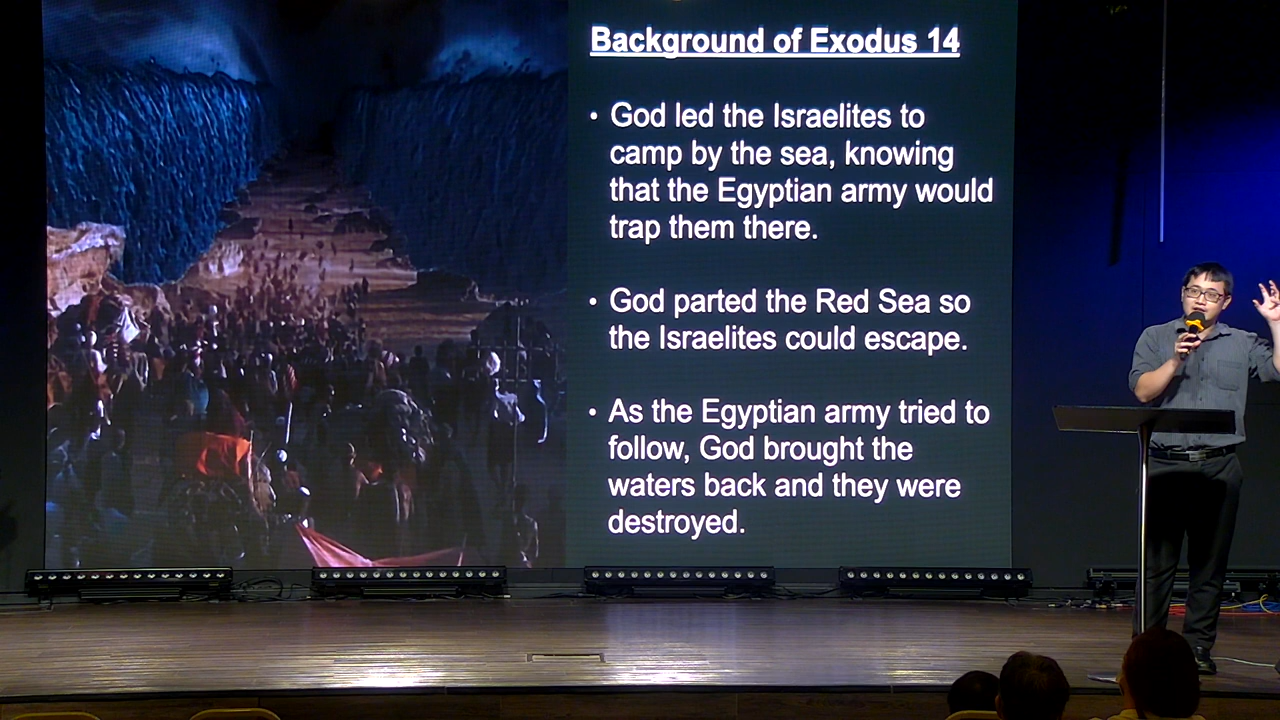 Background of Exodus 14
• God led the Israelites to
camp by the sea, knowing
that the Egyptian army would
trap them there.
• God parted the Red Sea so
the Israelites could escape.
• As the Egyptian army tried to
follow, God brought the
waters back and they were
destroyed.